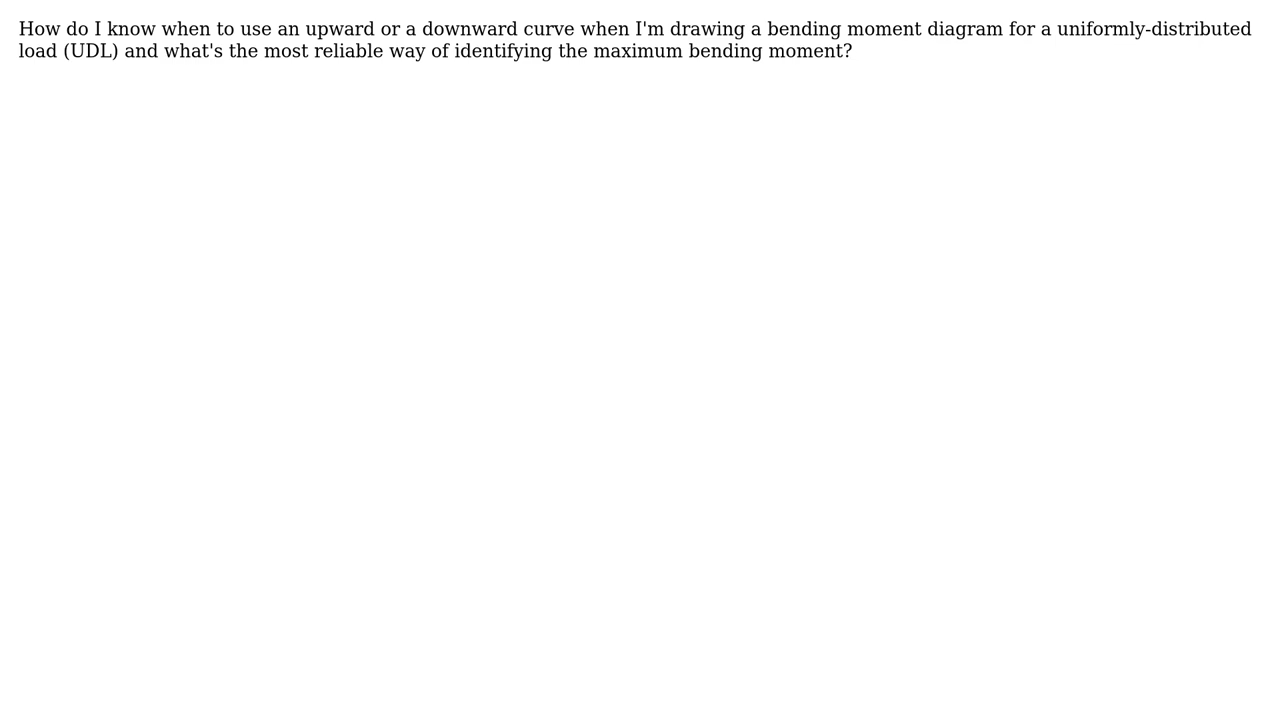 How do I know when to use an upward or a downward curve when I'm drawing a bending moment diagram for a uniformly-distributed
load (UDL) and what's the most reliable way of identifying the maximum bending moment?